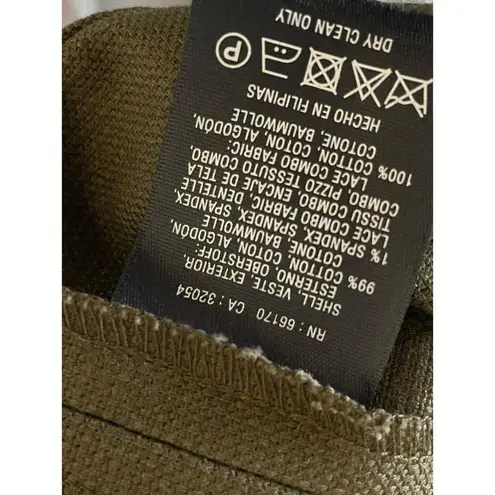 RN : 66170 CA : 32054
SHELL, VESTE, EXTERIOR,
ESTERNO, OBERSTOFF:
99% COTTON, COTON, ALGODÓN,
COTONE, BAUMWOLLE
1% SPANDEX, SPANDEX, SPANDEX
LACE COMBO FABRIC, DENTELLE
TISSU COMBO, ENCAJE DE TELA
COMBO, PIZZO TESSUTO COMBO,
LACE COMBO FABRIC:
100% COTTON, COTON, ALGODÓN,
COTONE, BAUMWOLLE
HECHO EN FILIPINAS
P
DRY CLEAN ONLY